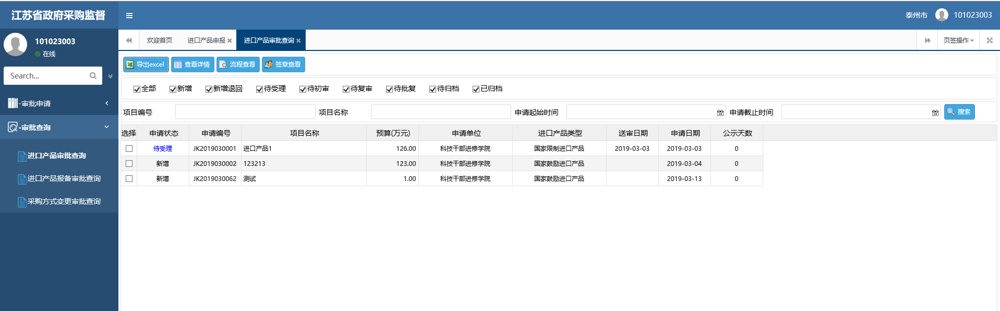 江苏省政府采购监督
泰州市 101023003
101023003
在线
Search...
-审批申请
-审批查询
进口产品审批查询
进口产品报备审批查询
采购方式变更审批查询
欢迎首页 进口产品申报 进口产品审批查询 页签操作
导出excel 查看详情 流程查看 签章查看
全部 新增 新增退回 待受理 待初审 待复审 待批复 待归档 已归档
项目编号 项目名称 申请起始时间 申请截止时间 搜索
选择 申请状态 申请编号 项目名称 预算(万元) 申请单位 进口产品类型 送审日期 申请日期 公示天数
待受理 JK2019030001 进口产品1 126.00 科技干部进修学院 国家限制进口产品 2019-03-03 2019-03-03 0
新增 JK2019030002 123213 123.00 科技干部进修学院 国家鼓励进口产品 2019-03-04 0
新增 JK2019030062 测试 1.00 科技干部进修学院 国家鼓励进口产品 2019-03-13 0